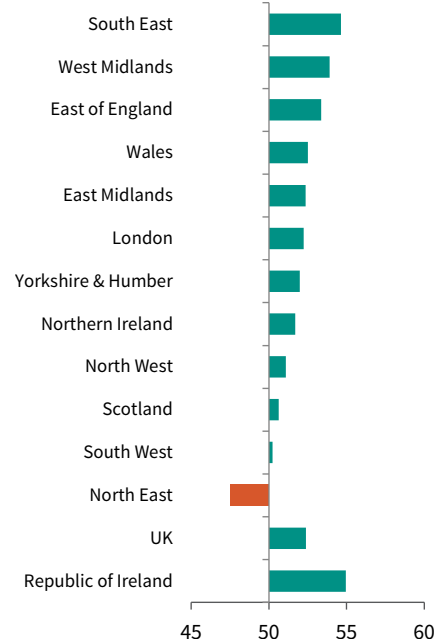 South East
West Midlands
East of England
Wales
East Midlands
London
Yorkshire & Humber
Northern Ireland
North West
Scotland
South West
North East
UK
Republic of Ireland
45 50 55 60